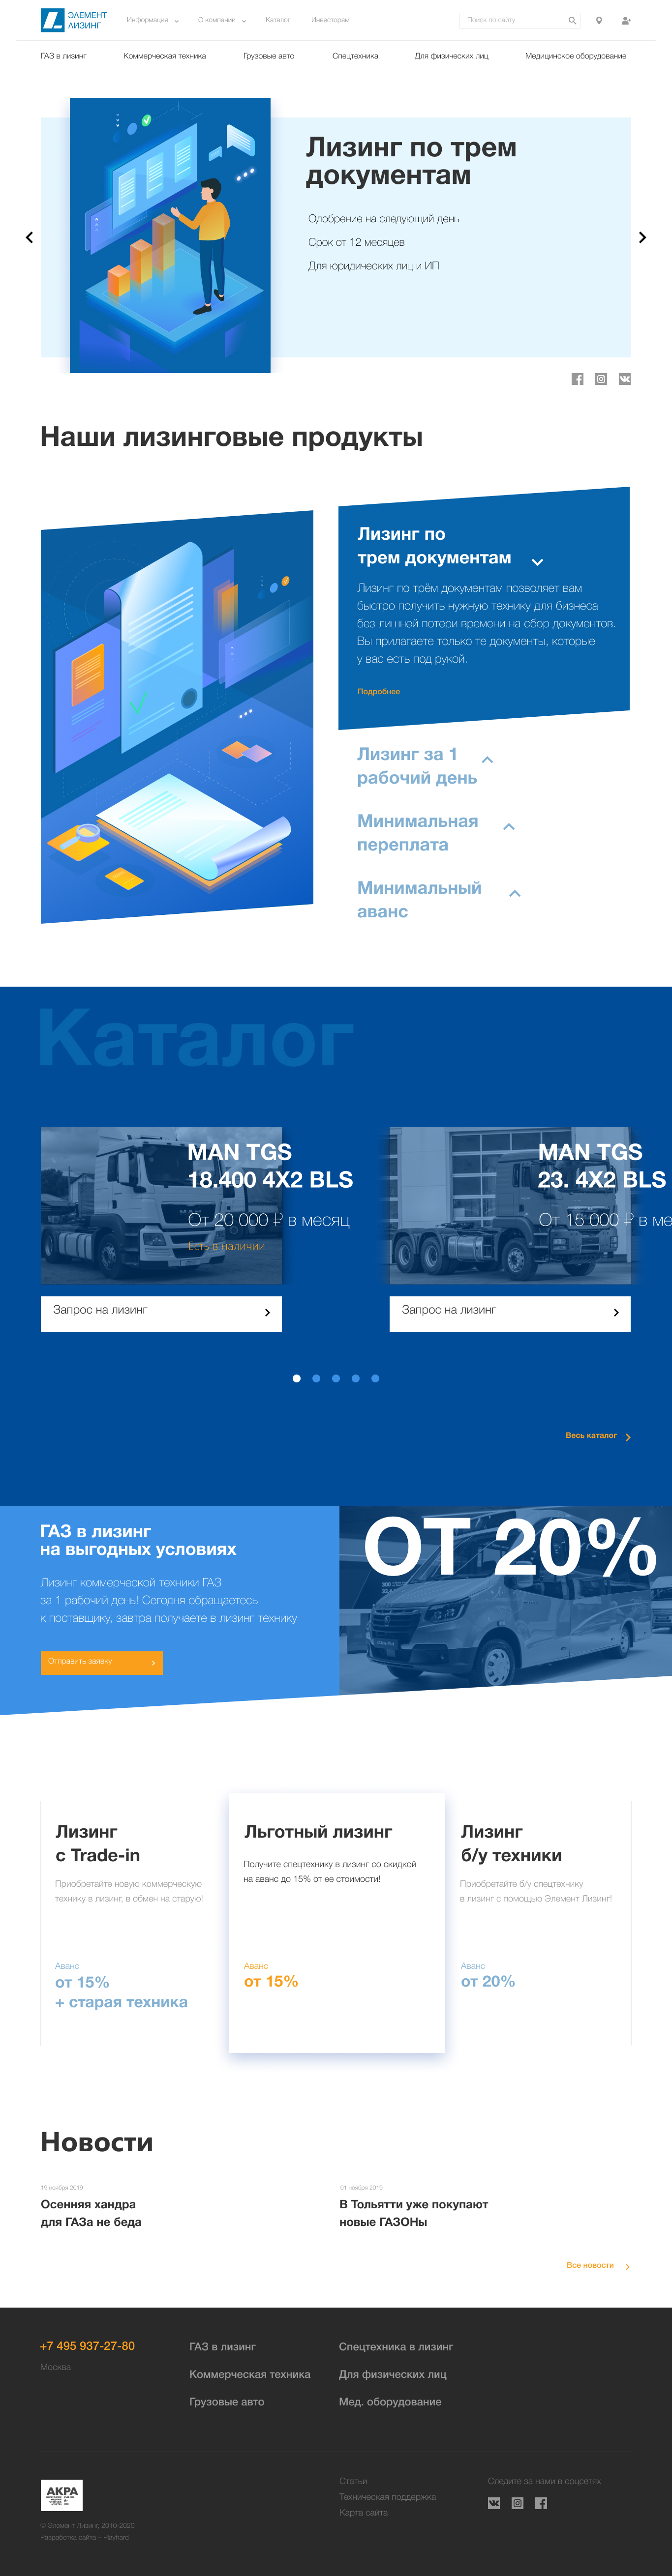 ЭЛЕМЕНТ
ЛИЗИНГ
Информация
О компании
Каталог
Инвесторам
Поиск по сайту
ГАЗ в лизинг
Коммерческая техника
Грузовые авто
Спецтехника
Для физических лиц
Медицинское оборудование
Лизинг по трем
документам
Одобрение на следующий день
Срок от 12 месяцев
Для юридических лиц и ИП
Наши лизинговые продукты
Лизинг по
трем документам
Лизинг по трём документам позволяет вам
быстро получить нужную технику для бизнеса
без лишней потери времени на сбор документов.
Вы прилагаете только те документы, которые
у вас есть под рукой.
Подробнее
Лизинг за 1
рабочий день
Минимальная
переплата
Минимальный
аванс
Каталог
MAN TGS
18.400 4X2 BLS
От 20 000 ₽ в месяц
Есть в наличии
Запрос на лизинг
MAN TGS
23. 4X2 BLS
От 15 000 ₽ в ме
Запрос на лизинг
Весь каталог
ГАЗ в лизинг
на выгодных условиях
Лизинг коммерческой техники ГАЗ
за 1 рабочий день! Сегодня обращаетесь
к поставщику, завтра получаете в лизинг технику
Отправить заявку
ОТ 20%
Лизинг
с Trade-in
Приобретайте новую коммерческую
технику в лизинг, в обмен на старую!
Аванс
от 15%
+ старая техника
Льготный лизинг
Получите спецтехнику в лизинг со скидкой
на аванс до 15% от ее стоимости!
Аванс
от 15%
Лизинг
б/у техники
Приобретайте б/у спецтехнику
в лизинг с помощью Элемент Лизинг!
Аванс
от 20%
Новости
19 ноября 2019
Осенняя хандра
для ГАЗа не беда
01 ноября 2019
В Тольятти уже покупают
новые ГАЗОНы
Все новости
+7 495 937-27-80
Москва
ГАЗ в лизинг
Коммерческая техника
Грузовые авто
Спецтехника в лизинг
Для физических лиц
Мед. оборудование
АКРА
© Элемент Лизинг, 2010-2020
Разработка сайта – Playhard
Статьи
Техническая поддержка
Карта сайта
Следите за нами в соцсетях